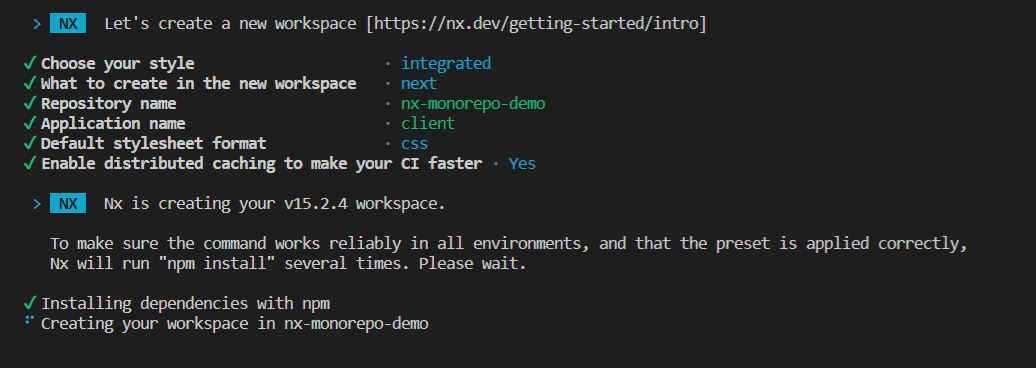 > NX Let's create a new workspace [https://nx.dev/getting-started/intro]
✓ Choose your style · integrated
✓ What to create in the new workspace · next
✓ Repository name · nx-monorepo-demo
✓ Application name · client
✓ Default stylesheet format · css
✓ Enable distributed caching to make your CI faster · Yes
> NX Nx is creating your v15.2.4 workspace.
To make sure the command works reliably in all environments, and that the preset is applied correctly,
Nx will run "npm install" several times. Please wait.
✓ Installing dependencies with npm
⠋ Creating your workspace in nx-monorepo-demo